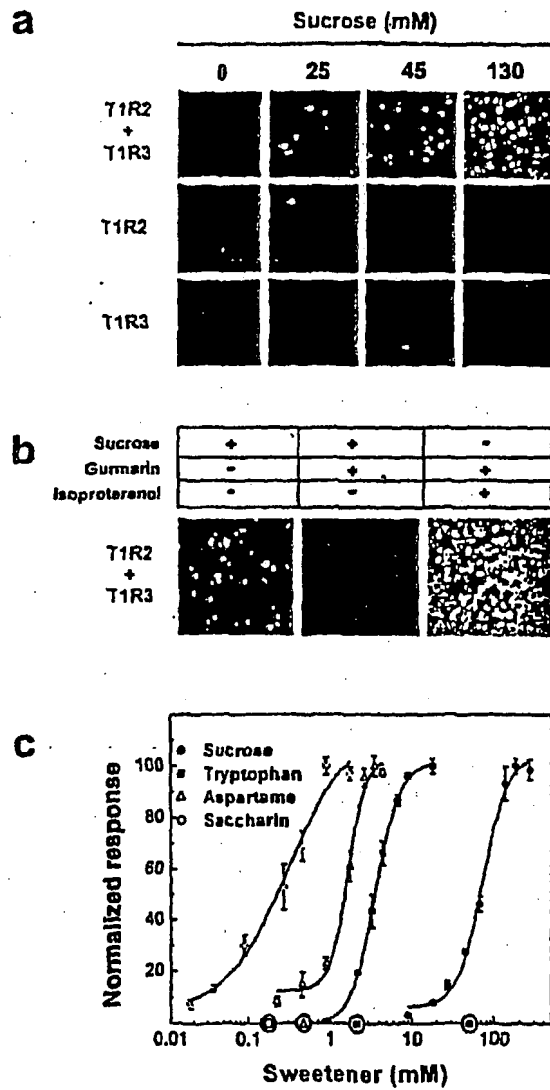 a
Sucrose (mM)
0 25 45 130
T1R2
+
T1R3
T1R2
T1R3
b
Sucrose + + -
Gurmarin - + +
Isoproteranol - - +
T1R2
+
T1R3
c
Sucrose
Tryptophan
Aspartame
Saccharin
Normalized response
100
80
60
40
20
0.01 0.1 1 10 100
Sweetener (mM)